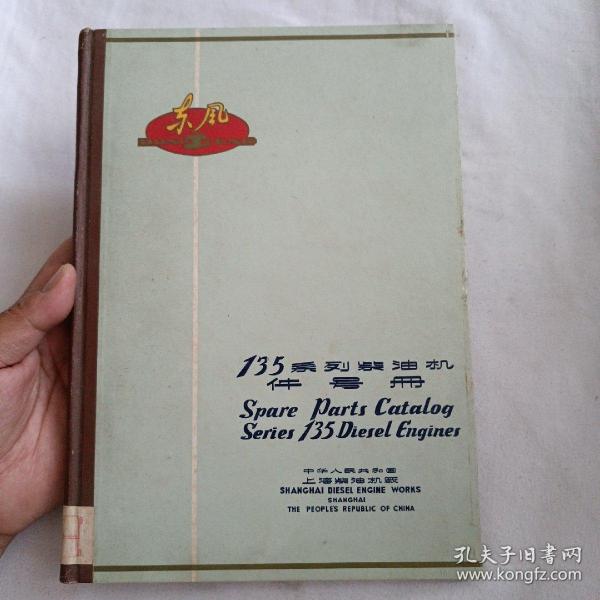 东风
135系列柴油机
件号册
Spare Parts Catalog
Series 135 Diesel Engines
中华人民共和国
上海柴油机厰
SHANGHAI DIESEL ENGINE WORKS
SHANGHAI
THE PEOPLE'S REPUBLIC OF CHINA
孔夫子旧书网
www.kongfz.com